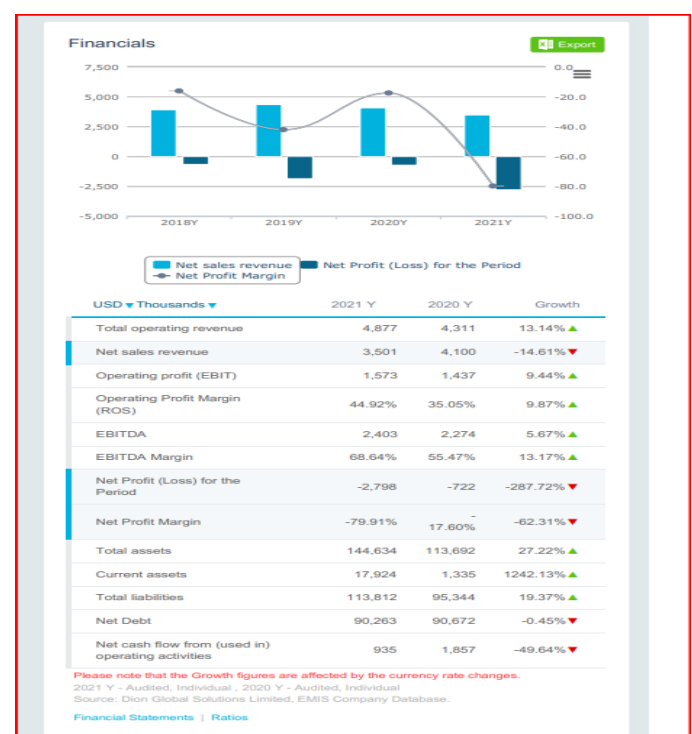 Financials
Export
7,500
0.0
5,000
-20.0
2,500
-40.0
0
-60.0
-2,500
-80.0
-5,000
-100.0
2018Y 2019Y 2020Y 2021Y
Net sales revenue Net Profit (Loss) for the Period
Net Profit Margin
USD Thousands 2021 Y 2020 Y Growth
Total operating revenue 4,877 4,311 13.14%
Net sales revenue 3,501 4,100 -14.61%
Operating profit (EBIT) 1,573 1,437 9.44%
Operating Profit Margin
(ROS) 44.92% 35.05% 9.87%
EBITDA 2,403 2,274 5.67%
EBITDA Margin 68.64% 55.47% 13.17%
Net Profit (Loss) for the
Period -2,798 -722 -287.72%
Net Profit Margin -79.91% -
17.60% -62.31%
Total assets 144,634 113,692 27.22%
Current assets 17,924 1,335 1242.13%
Total liabilities 113,812 95,344 19.37%
Net Debt 90,263 90,672 -0.45%
Net cash flow from (used in)
operating activities 935 1,857 -49.64%
Please note that the Growth figures are affected by the currency rate changes.
2021 Y - Audited, Individual , 2020 Y - Audited, Individual
Source: Dion Global Solutions Limited, EMIS Company Database.
Financial Statements | Ratios